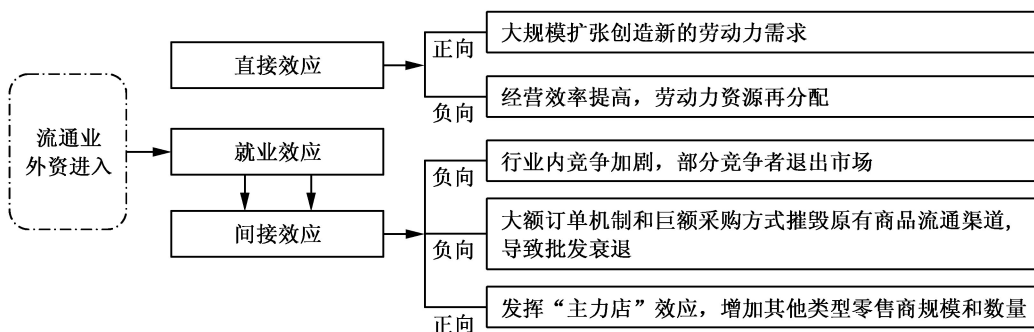 流通业
外资进入
直接效应
就业效应
间接效应
正向
大规模扩张创造新的劳动力需求
负向
经营效率提高，劳动力资源再分配
负向
行业内竞争加剧，部分竞争者退出市场
负向
大额订单机制和巨额采购方式摧毁原有商品流通渠道，
导致批发衰退
正向
发挥“主力店”效应，增加其他类型零售商规模和数量